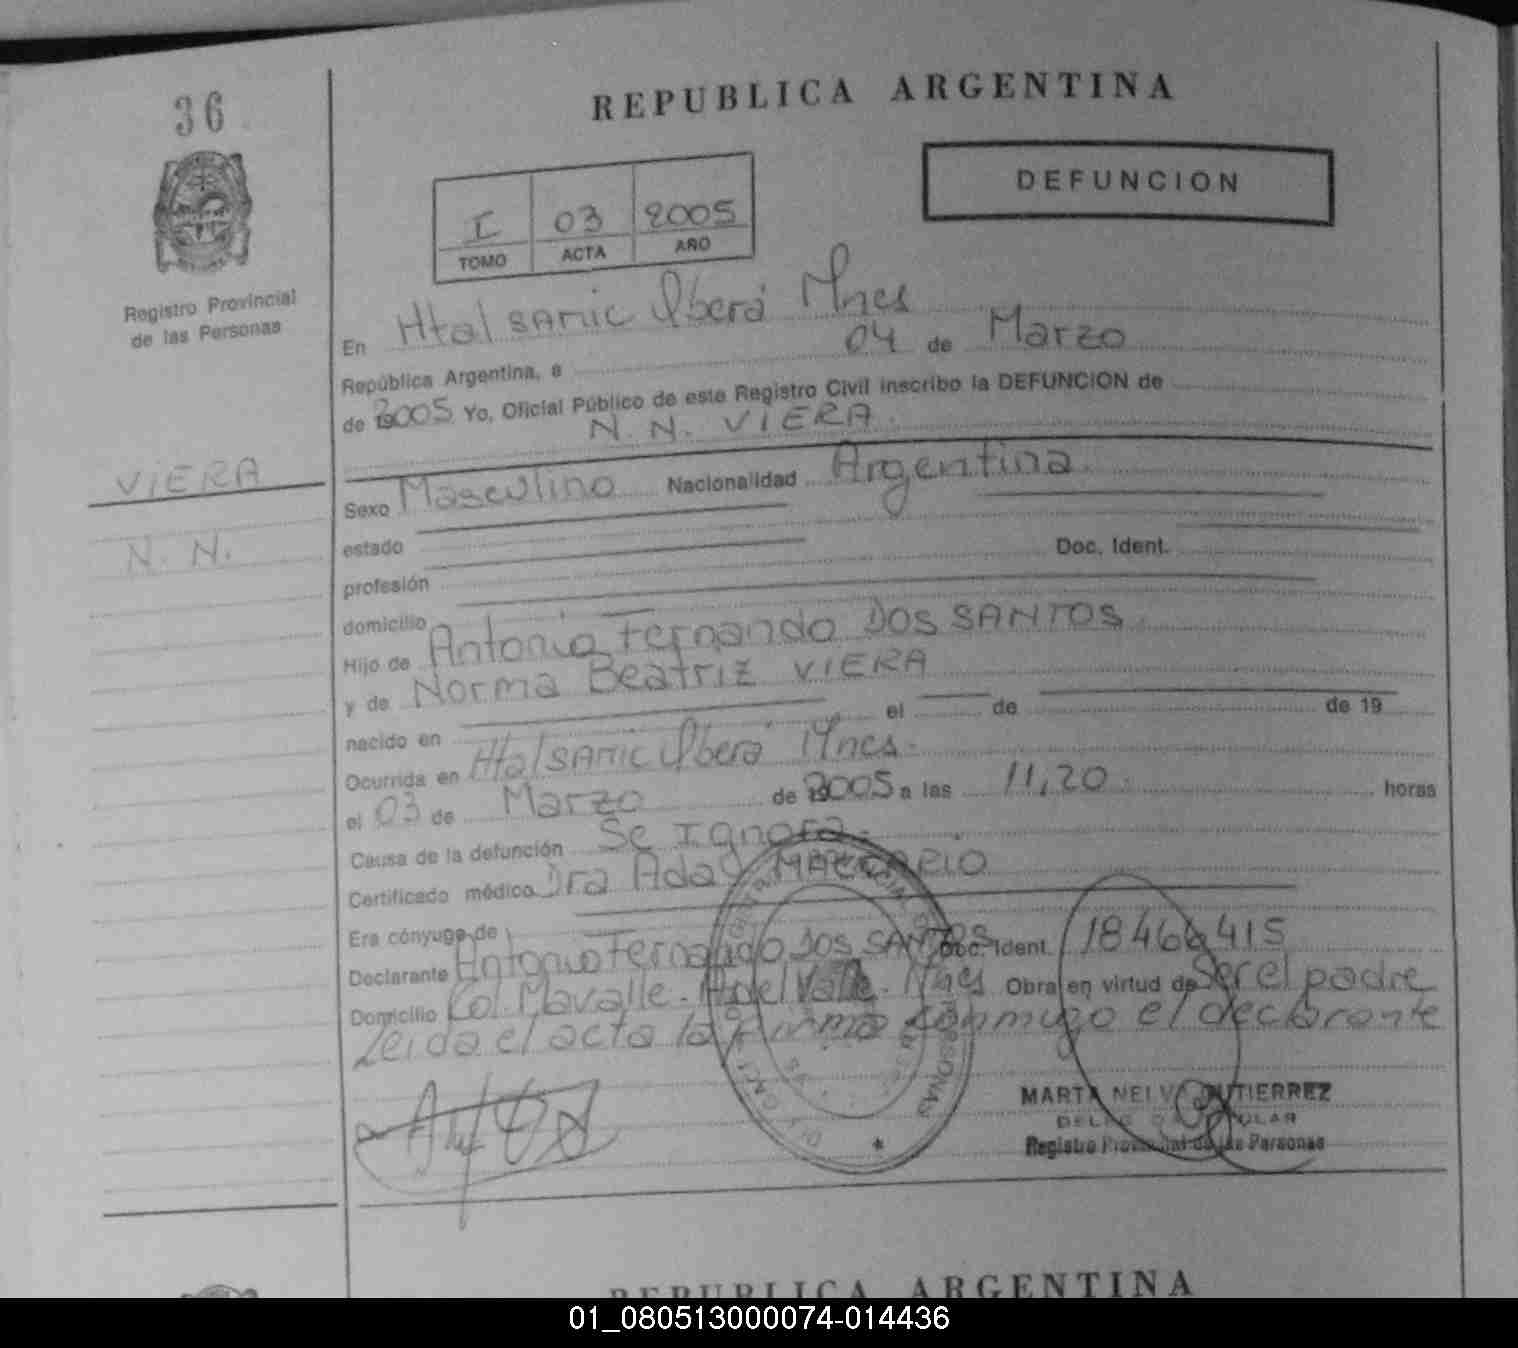 36
REPUBLICA ARGENTINA
DEFUNCION
I 03 2005
TOMO ACTA AÑO
Registro Provincial
de las Personas
En Htal SAMIC Iberá Mnes
República Argentina, a 04 de Marzo
de 2005 Yo, Oficial Público de este Registro Civil inscribo la DEFUNCION de
N. N. VIERA.
VIERA
N. N.
Sexo Masculino Nacionalidad Argentina
estado
profesión Doc. Ident.
domicilio
Hijo de Antonio Fernando DOS SANTOS.
y de Norma Beatriz VIERA
nacido en el de de 19
Ocurrida en Htal SAMIC Iberá Mnes.
el 03 de Marzo de 2005 a las 11,20. horas
Causa de la defunción Se Ignora.
Certificado médico Dra Ada
Era cónyuge de
Declarante Antonio Fernando DOS SANTOS Doc. Ident. 18466415
Domicilio Col. Mnes Obra en virtud de Ser el padre
Leida el acta la firma conmigo el declarante
PERSONAS
MARTA GUTIERREZ
Registro Provincial de las Personas
REPUBLICA ARGENTINA
01_080513000074-014436